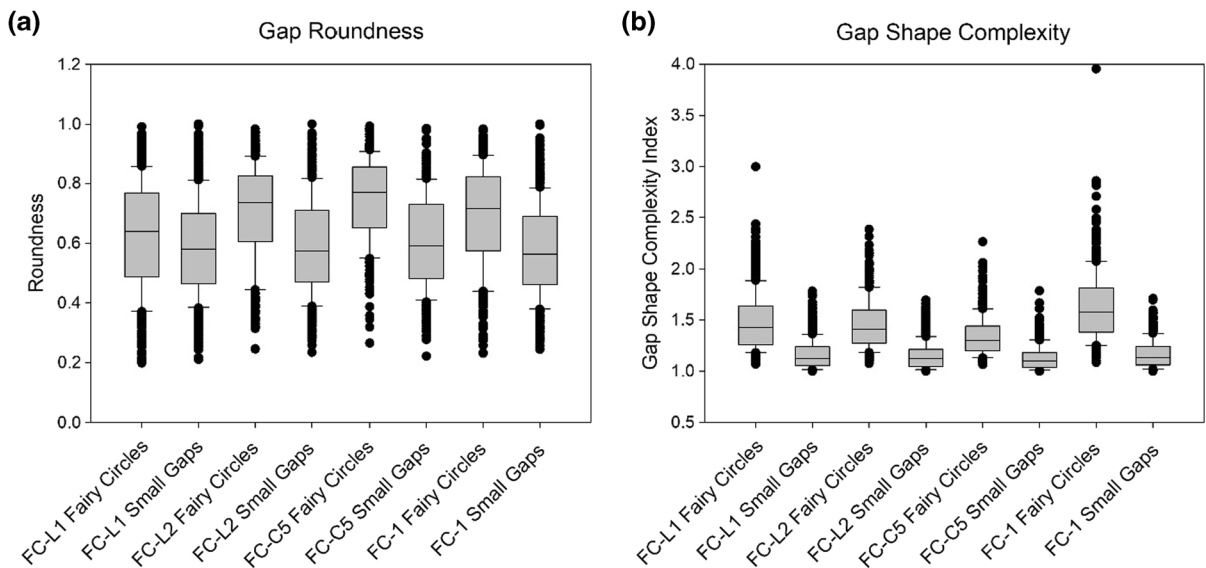 (a)
Gap Roundness
Roundness
1.2
1.0
0.8
0.6
0.4
0.2
0.0
FC-L1 Fairy Circles
FC-L1 Small Gaps
FC-L2 Fairy Circles
FC-L2 Small Gaps
FC-C5 Fairy Circles
FC-C5 Small Gaps
FC-1 Fairy Circles
FC-1 Small Gaps
(b)
Gap Shape Complexity
Gap Shape Complexity Index
4.0
3.5
3.0
2.5
2.0
1.5
1.0
0.5
FC-L1 Fairy Circles
FC-L1 Small Gaps
FC-L2 Fairy Circles
FC-L2 Small Gaps
FC-C5 Fairy Circles
FC-C5 Small Gaps
FC-1 Fairy Circles
FC-1 Small Gaps